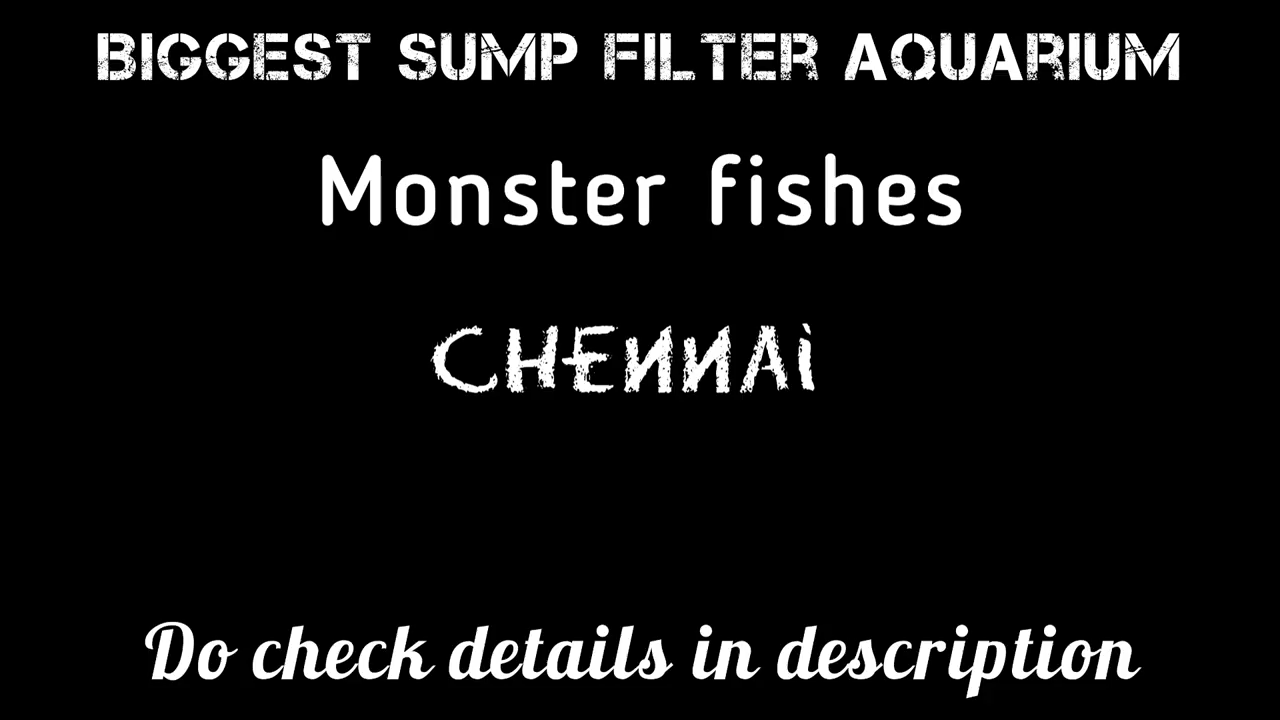 BIGGEST SUMP FILTER AQUARIUM
Monster fishes
CHENNAi
Do check details in description